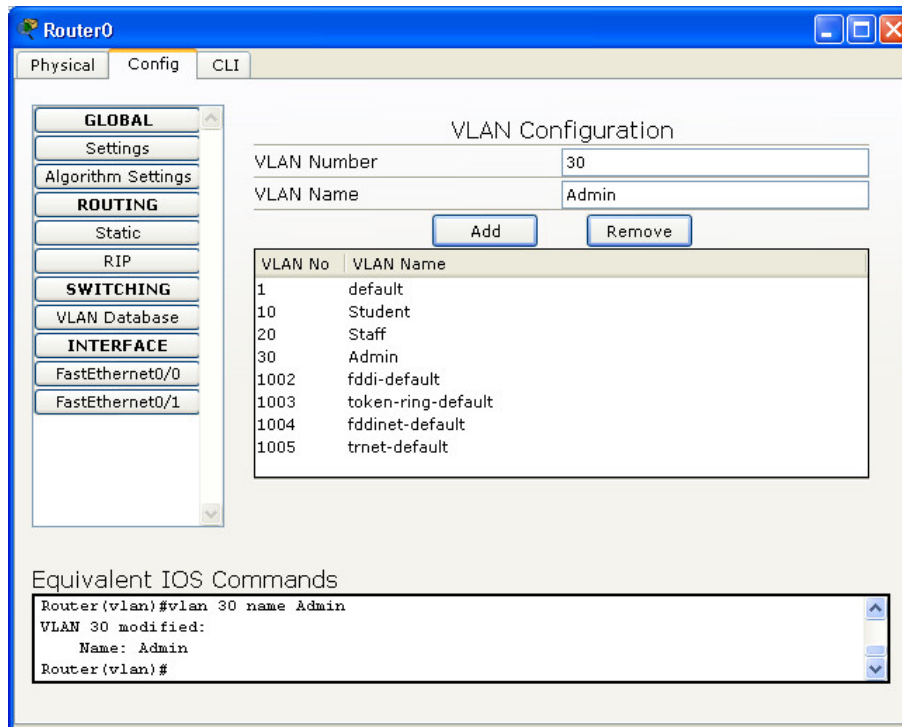 Router0
Physical Config CLI
GLOBAL
Settings
Algorithm Settings
ROUTING
Static
RIP
SWITCHING
VLAN Database
INTERFACE
FastEthernet0/0
FastEthernet0/1
VLAN Configuration
VLAN Number 30
VLAN Name Admin
Add Remove
VLAN No VLAN Name
1 default
10 Student
20 Staff
30 Admin
1002 fddi-default
1003 token-ring-default
1004 fddinet-default
1005 trnet-default
Equivalent IOS Commands
Router(vlan)#vlan 30 name Admin
VLAN 30 modified:
Name: Admin
Router(vlan)#